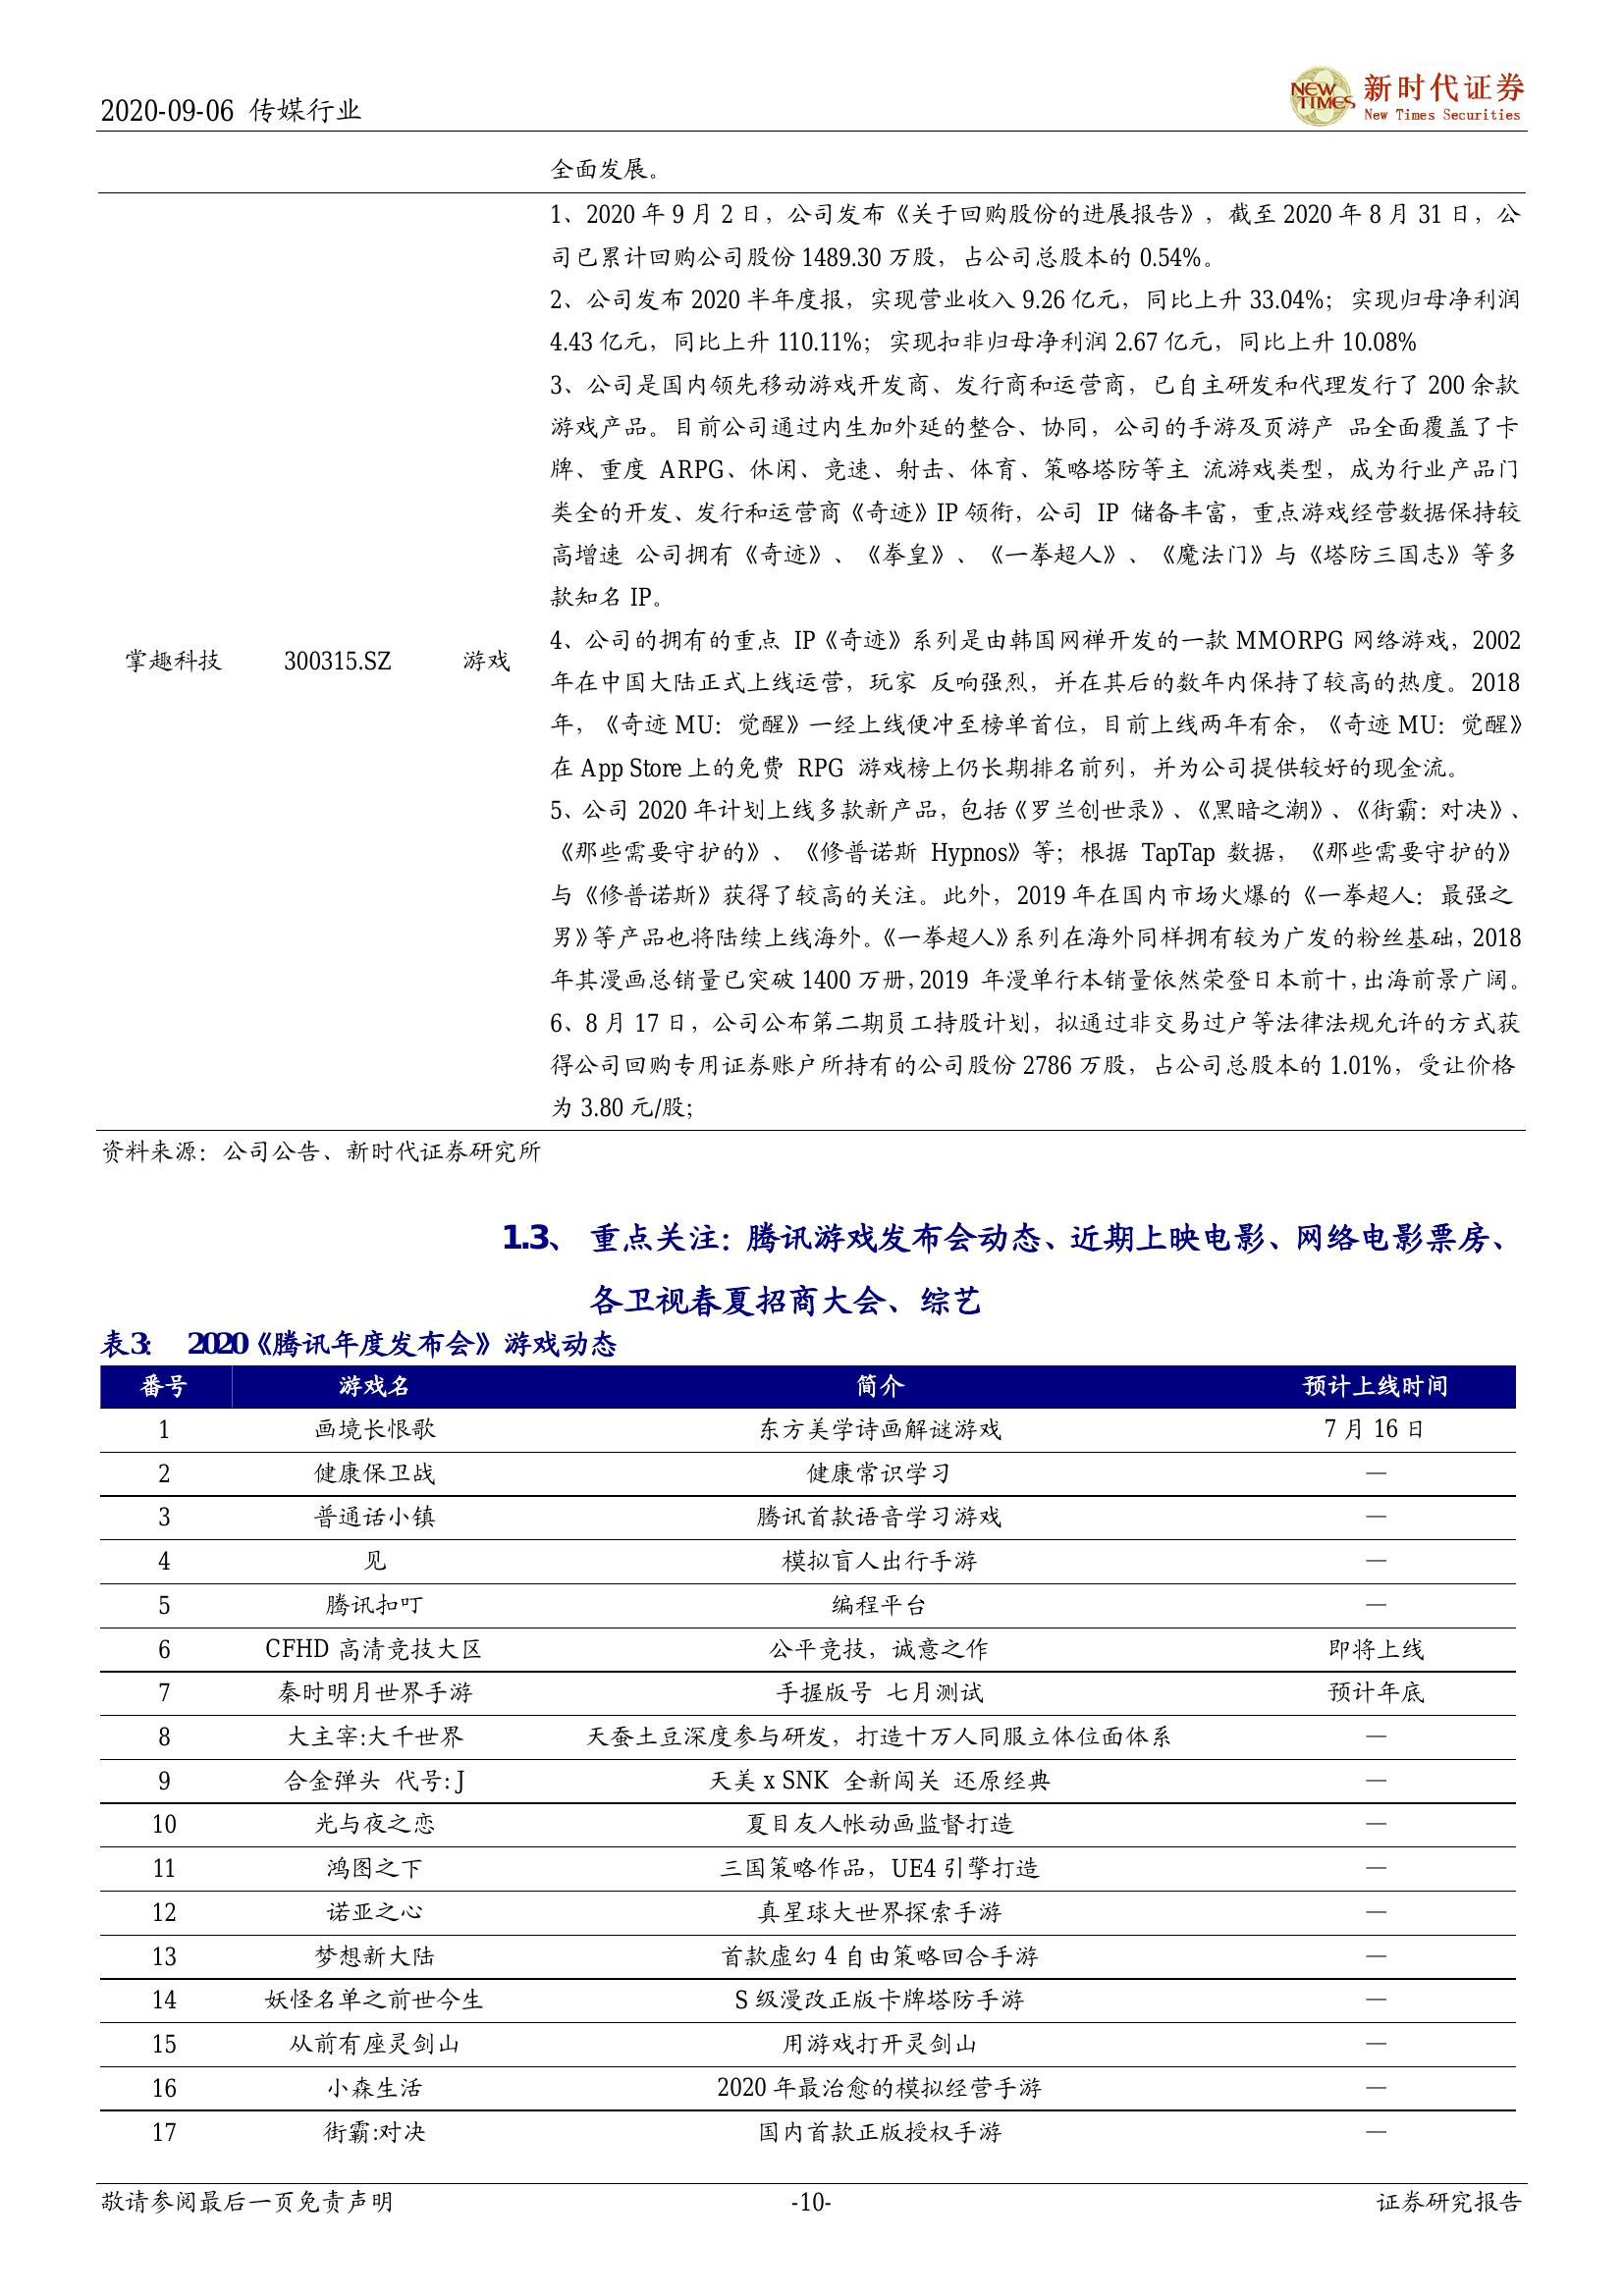 2020-09-06 传媒行业
NEW TIMES
新时代证券
New Times Securities
全面发展。
1、2020 年 9 月 2 日，公司发布《关于回购股份的进展报告》，截至 2020 年 8 月 31 日，公
司已累计回购公司股份 1489.30 万股，占公司总股本的 0.54%。
2、公司发布 2020 半年度报，实现营业收入 9.26 亿元，同比上升 33.04%；实现归母净利润
4.43 亿元，同比上升 110.11%；实现扣非归母净利润 2.67 亿元，同比上升 10.08%
3、公司是国内领先移动游戏开发商、发行商和运营商，已自主研发和代理发行了 200 余款
游戏产品。目前公司通过内生加外延的整合、协同，公司的手游及页游产 品全面覆盖了卡
牌、重度 ARPG、休闲、竞速、射击、体育、策略塔防等主 流游戏类型，成为行业产品门
类全的开发、发行和运营商《奇迹》IP 领衔，公司 IP 储备丰富，重点游戏经营数据保持较
高增速 公司拥有《奇迹》、《拳皇》、《一拳超人》、《魔法门》与《塔防三国志》等多
款知名 IP。
掌趣科技 300315.SZ 游戏
4、公司的拥有的重点 IP《奇迹》系列是由韩国网禅开发的一款 MMORPG 网络游戏，2002
年在中国大陆正式上线运营，玩家 反响强烈，并在其后的数年内保持了较高的热度。2018
年，《奇迹 MU：觉醒》一经上线便冲至榜单首位，目前上线两年有余，《奇迹 MU：觉醒》
在 App Store 上的免费 RPG 游戏榜上仍长期排名前列，并为公司提供较好的现金流。
5、公司 2020 年计划上线多款新产品，包括《罗兰创世录》、《黑暗之潮》、《街霸：对决》、
《那些需要守护的》、《修普诺斯 Hypnos》等；根据 TapTap 数据，《那些需要守护的》
与《修普诺斯》获得了较高的关注。此外，2019 年在国内市场火爆的《一拳超人：最强之
男》等产品也将陆续上线海外。《一拳超人》系列在海外同样拥有较为广发的粉丝基础，2018
年其漫画总销量已突破 1400 万册，2019 年漫单行本销量依然荣登日本前十，出海前景广阔。
6、8 月 17 日，公司公布第二期员工持股计划，拟通过非交易过户等法律法规允许的方式获
得公司回购专用证券账户所持有的公司股份 2786 万股，占公司总股本的 1.01%，受让价格
为 3.80 元/股；
资料来源：公司公告、新时代证券研究所
1.3、 重点关注：腾讯游戏发布会动态、近期上映电影、网络电影票房、
各卫视春夏招商大会、综艺
表 3： 2020《腾讯年度发布会》游戏动态
番号 游戏名 简介 预计上线时间
1 画境长恨歌 东方美学诗画解谜游戏 7 月 16 日
2 健康保卫战 健康常识学习 —
3 普通话小镇 腾讯首款语音学习游戏 —
4 见 模拟盲人出行手游 —
5 腾讯扣叮 编程平台 —
6 CFHD 高清竞技大区 公平竞技，诚意之作 即将上线
7 秦时明月世界手游 手握版号 七月测试 预计年底
8 大主宰:大千世界 天蚕土豆深度参与研发，打造十万人同服立体位面体系 —
9 合金弹头 代号: J 天美 x SNK 全新闯关 还原经典 —
10 光与夜之恋 夏目友人帐动画监督打造 —
11 鸿图之下 三国策略作品，UE4 引擎打造 —
12 诺亚之心 真星球大世界探索手游 —
13 梦想新大陆 首款虚幻 4 自由策略回合手游 —
14 妖怪名单之前世今生 S 级漫改正版卡牌塔防手游 —
15 从前有座灵剑山 用游戏打开灵剑山 —
16 小森生活 2020 年最治愈的模拟经营手游 —
17 街霸:对决 国内首款正版授权手游 —
敬请参阅最后一页免责声明 -10- 证券研究报告